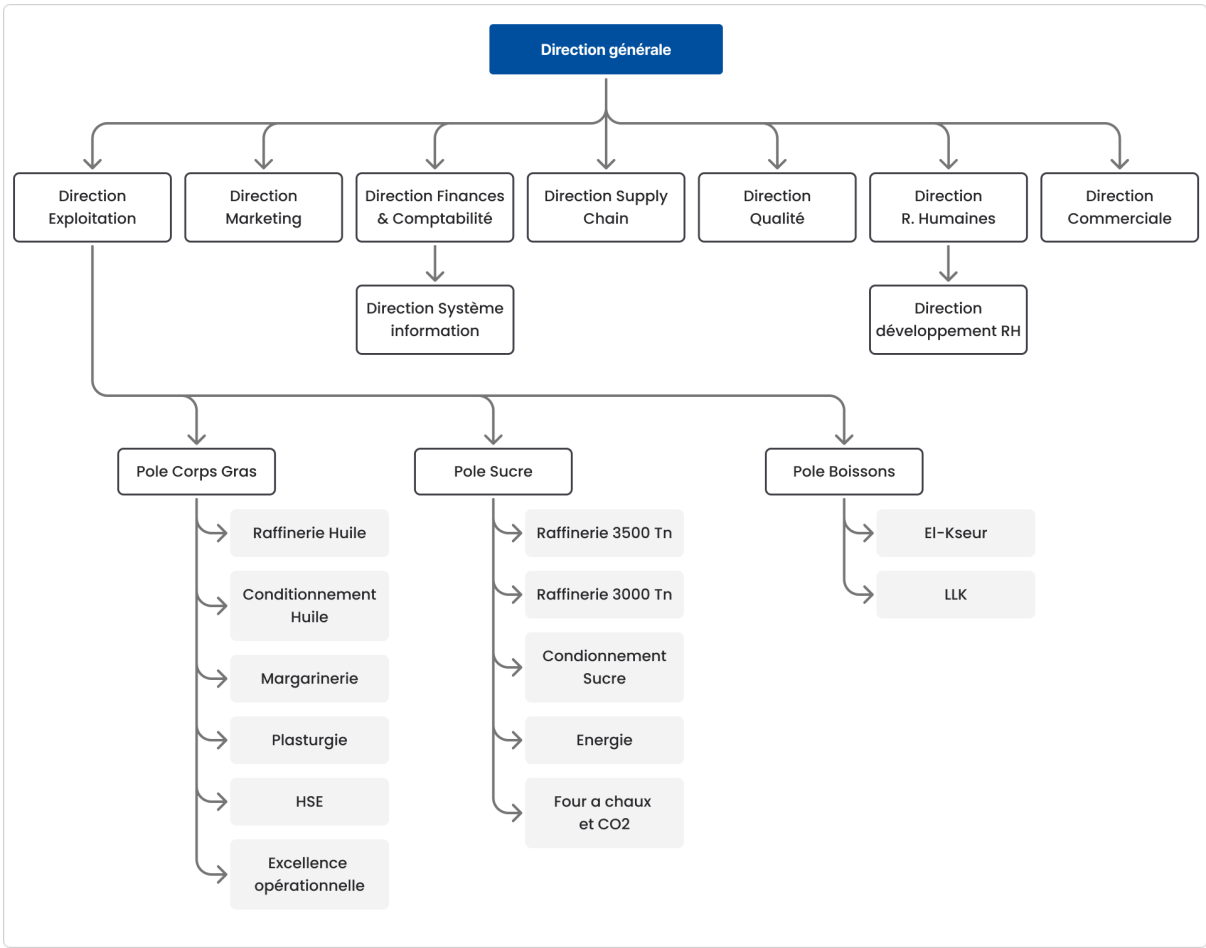 Direction générale
Direction
Exploitation
Direction
Marketing
Direction Finances
& Comptabilité
Direction Supply
Chain
Direction
Qualité
Direction
R. Humaines
Direction
Commerciale
Direction Système
information
Direction
développement RH
Pole Corps Gras
Pole Sucre
Pole Boissons
Raffinerie Huile
Conditionnement
Huile
Margarinerie
Plasturgie
HSE
Excellence
opérationnelle
Raffinerie 3500 Tn
Raffinerie 3000 Tn
Condionnement
Sucre
Energie
Four a chaux
et CO2
El-Kseur
LLK